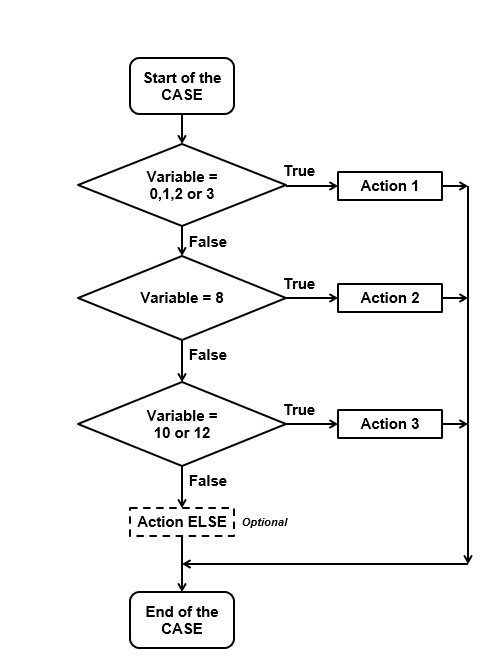 Start of the
CASE
Variable =
0,1,2 or 3
True
Action 1
False
Variable = 8
True
Action 2
False
Variable =
10 or 12
True
Action 3
False
Action ELSE
Optional
End of the
CASE